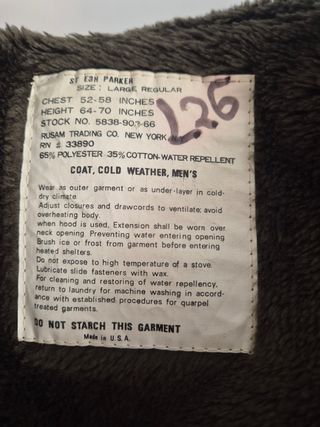 ST E3H PARKER
SIZE: LARGE REGULAR
CHEST 52-58 INCHES
HEIGHT 64-70 INCHES
STOCK NO. 5838-90.?-66
RUSAM TRADING CO. NEW YORK N.
L26
RN # 33890
65% POLYESTER 35% COTTON-WATER REPELLENT
COAT, COLD WEATHER, MEN'S
Wear as outer garment or as under-layer in cold-
dry climate
Adjust closures and drawcords to ventilate; avoid
overheating body.
when hood is used, Extension shall be worn over
neck opening Preventing water entering opening
Brush ice or frost from garment before entering
heated shelters.
Do not expose to high temperature of a stove
Lubricate slide fasteners with wax.
For cleaning and restoring of water repellency,
return to laundry for machine washing in accord-
ance with established procedures for quarpel
treated garments.
DO NOT STARCH THIS GARMENT
Made in U.S.A.